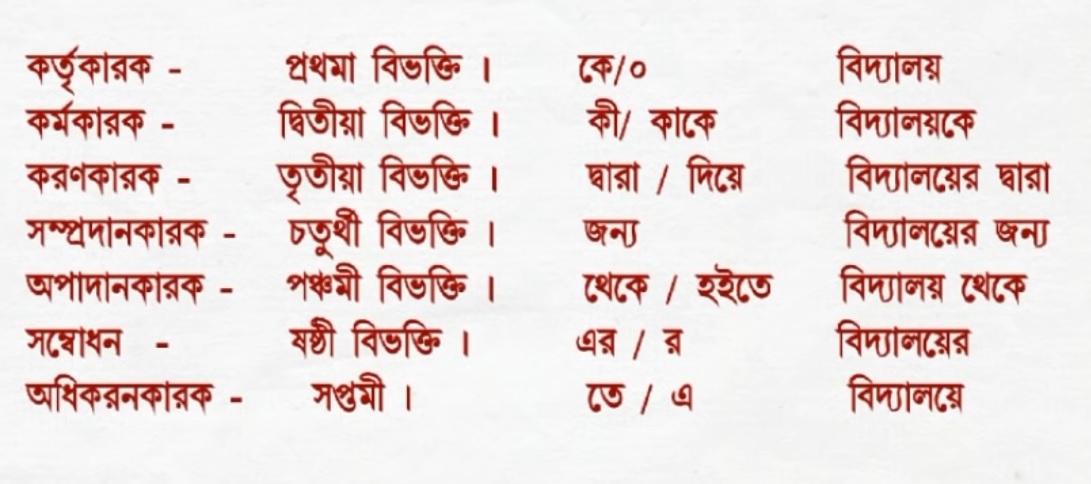 কর্তৃকারক - প্রথমা বিভক্তি । কে/০ বিদ্যালয়
কর্মকারক - দ্বিতীয়া বিভক্তি । কী/ কাকে বিদ্যালয়কে
করণকারক - তৃতীয়া বিভক্তি । দ্বারা / দিয়ে বিদ্যালয়ের দ্বারা
সম্প্রদানকারক - চতুর্থী বিভক্তি । জন্য বিদ্যালয়ের জন্য
অপাদানকারক - পঞ্চমী বিভক্তি । থেকে / হইতে বিদ্যালয় থেকে
সম্বোধন - ষষ্ঠী বিভক্তি । এর / র বিদ্যালয়ের
অধিকরনকারক - সপ্তমী । তে / এ বিদ্যালয়ে